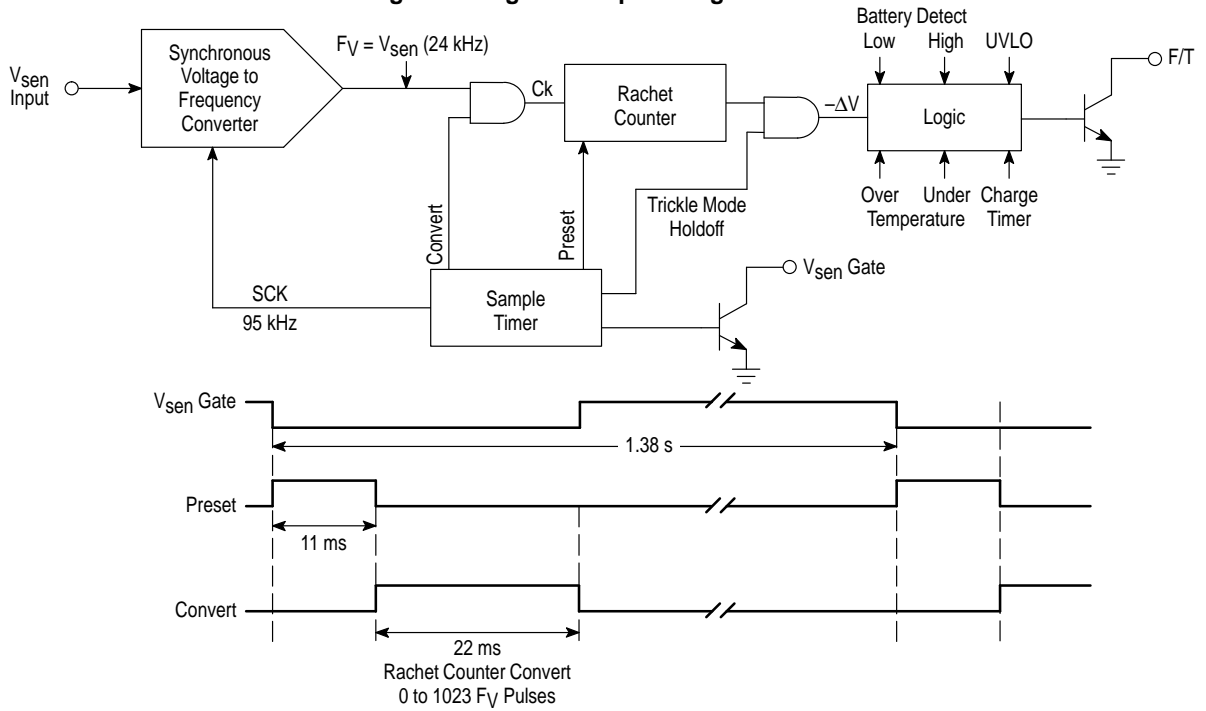 Battery Detect
Low High UVLO
F/T
Synchronous
Voltage to
Frequency
Converter
FV = Vsen (24 kHz)
Vsen
Input
Ck
Rachet
Counter
–ΔV
Logic
Over Under Charge
Temperature Timer
Trickle Mode
Holdoff
Convert
Preset
Vsen Gate
SCK
95 kHz
Sample
Timer
Vsen Gate
1.38 s
Preset
11 ms
Convert
22 ms
Rachet Counter Convert
0 to 1023 FV Pulses